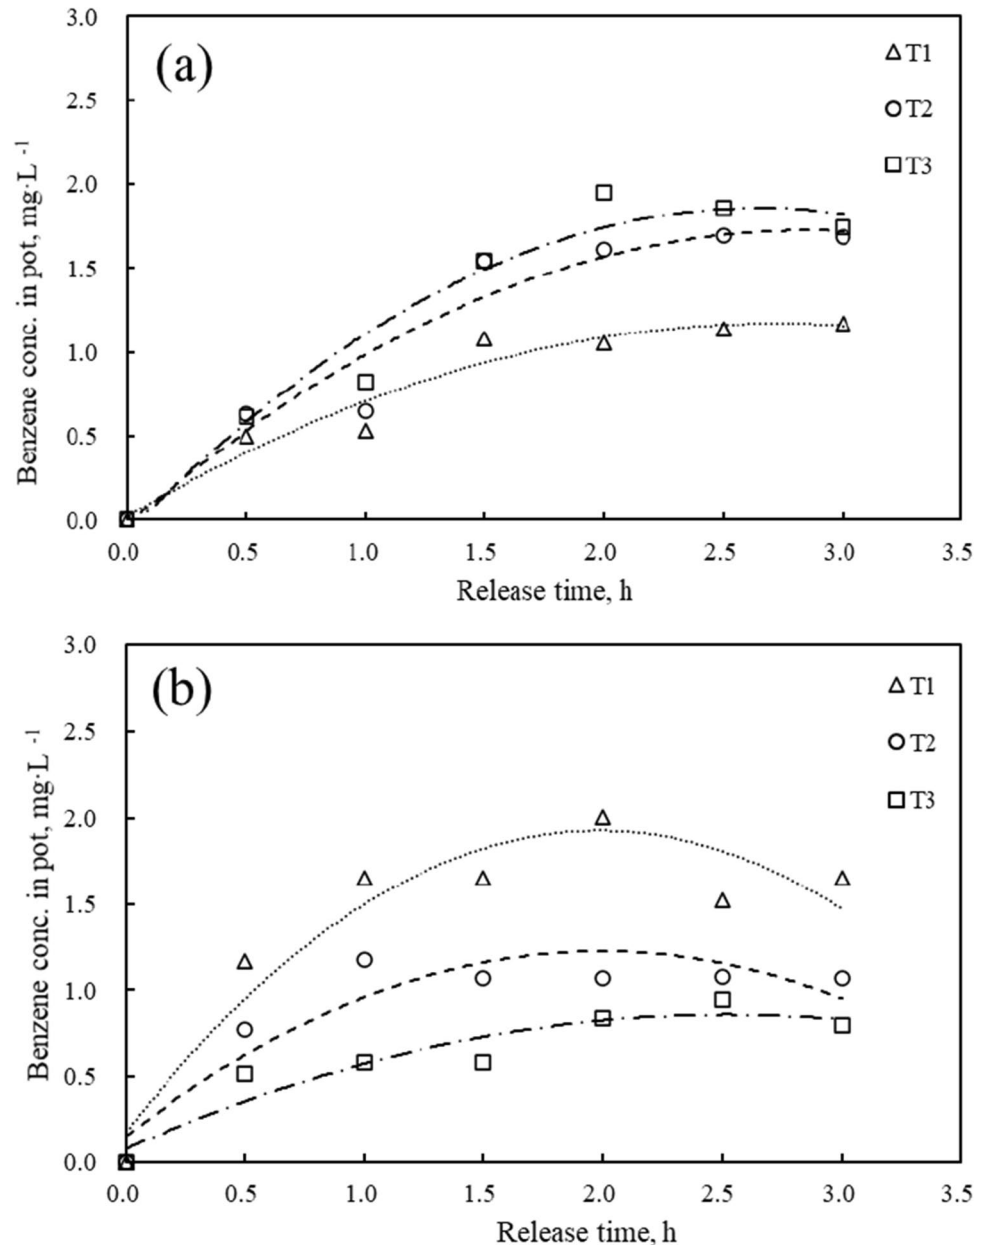 (a)
T1
T2
T3
3.0
2.5
2.0
1.5
1.0
0.5
0.0
Benzene conc. in pot, mg·L -1
0.0 0.5 1.0 1.5 2.0 2.5 3.0 3.5
Release time, h
(b)
T1
T2
T3
3.0
2.5
2.0
1.5
1.0
0.5
0.0
Benzene conc. in pot, mg·L -1
0.0 0.5 1.0 1.5 2.0 2.5 3.0 3.5
Release time, h